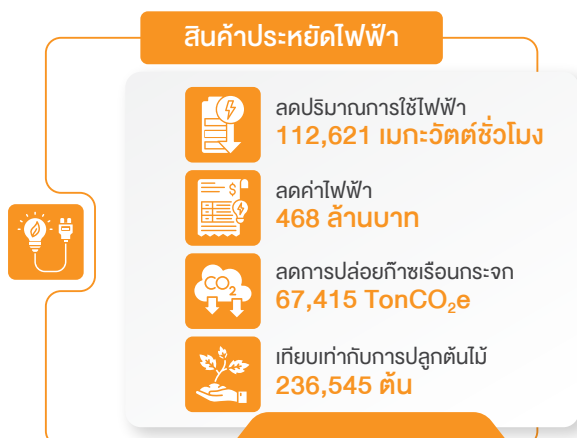 สินค้าประหยัดไฟฟ้า
ลดปริมาณการใช้ไฟฟ้า
112,621 เมกะวัตต์ชั่วโมง
$
ลดค่าไฟฟ้า
468 ล้านบาท
CO₂
ลดการปล่อยก๊าซเรือนกระจก
67,415 TonCO₂e
เทียบเท่ากับการปลูกต้นไม้
236,545 ต้น